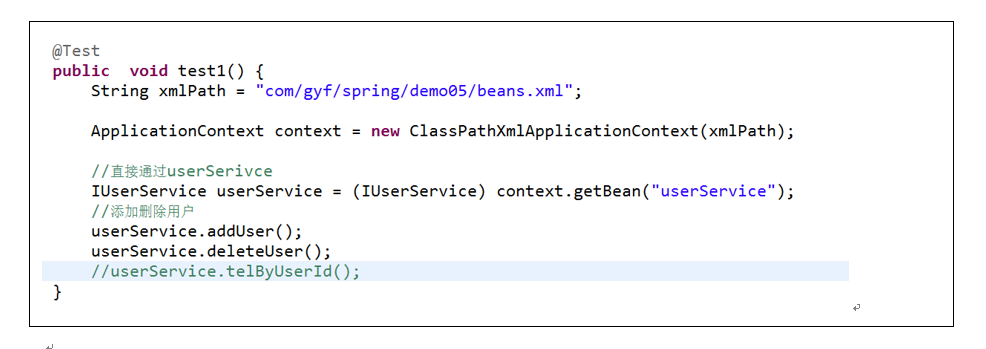 @Test
public  void test1() {
String xmlPath = "com/gyf/spring/demo05/beans.xml";
ApplicationContext context = new ClassPathXmlApplicationContext(xmlPath);
//直接通过userSerivce
IUserService userService = (IUserService) context.getBean("userService");
//添加删除用户
userService.addUser();
userService.deleteUser();
//userService.telByUserId();
}